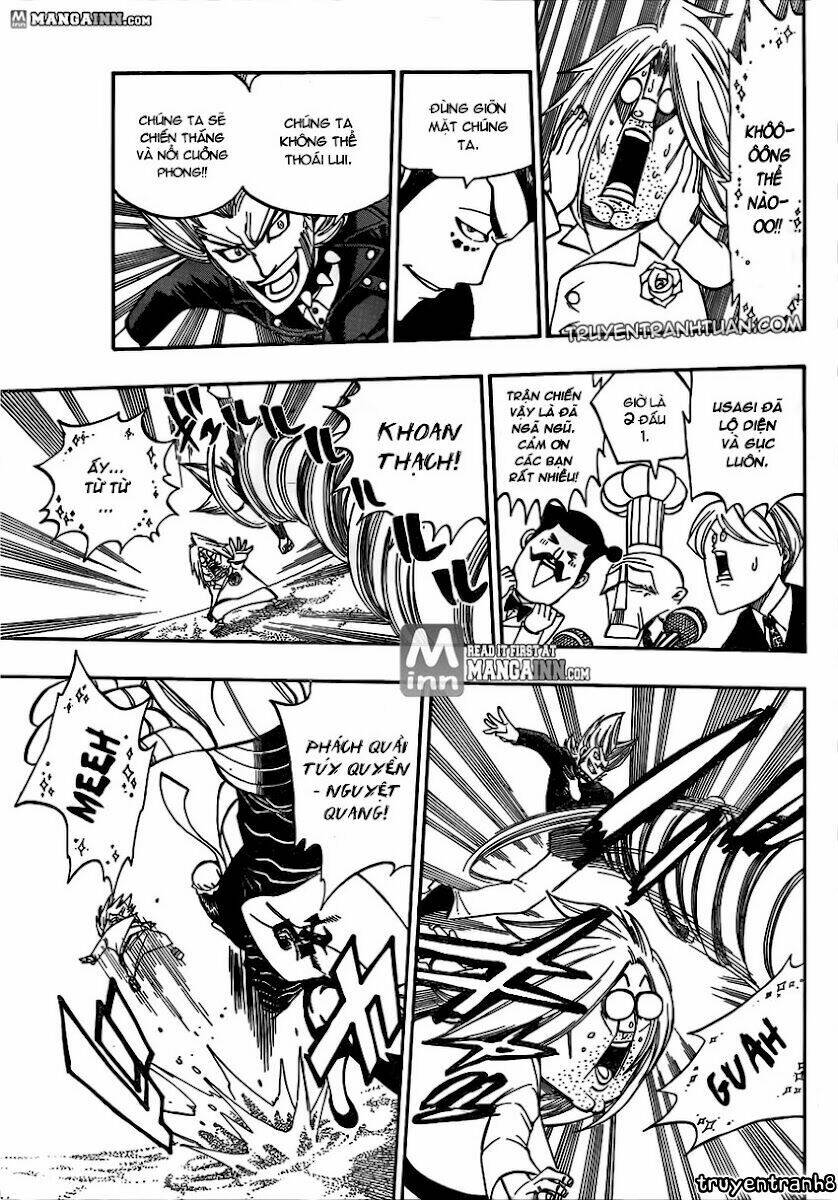 MANGAINN.COM
KHÔÔ-
ÔÔNG
THỂ
NÀO-
OO!!
ĐỪNG GIỠN
MẶT CHÚNG
TA.
CHÚNG TA
KHÔNG THỂ
THOÁI LUI.
CHÚNG TA SẼ
CHIẾN THẮNG
VÀ NỔI CUỒNG
PHONG!!
TRUYENTRANHTUAN.COM
USAGI ĐÃ
LỘ DIỆN
VÀ GỤC
LUÔN.
GIỜ LÀ
2 ĐẤU
1.
TRẬN CHIẾN
VẬY LÀ ĐÃ
NGÃ NGŨ.
CẢM ƠN
CÁC BẠN
RẤT NHIỀU!
KHOAN
THẠCH!
ẤY...
TỪ TỪ
...
M
inn
READ IT FIRST AT
MANGAINN.COM
GUAH
PHÁCH QUÁI
TÚY QUYỀN
- NGUYỆT
QUANG!
MEEH
truyentranh8